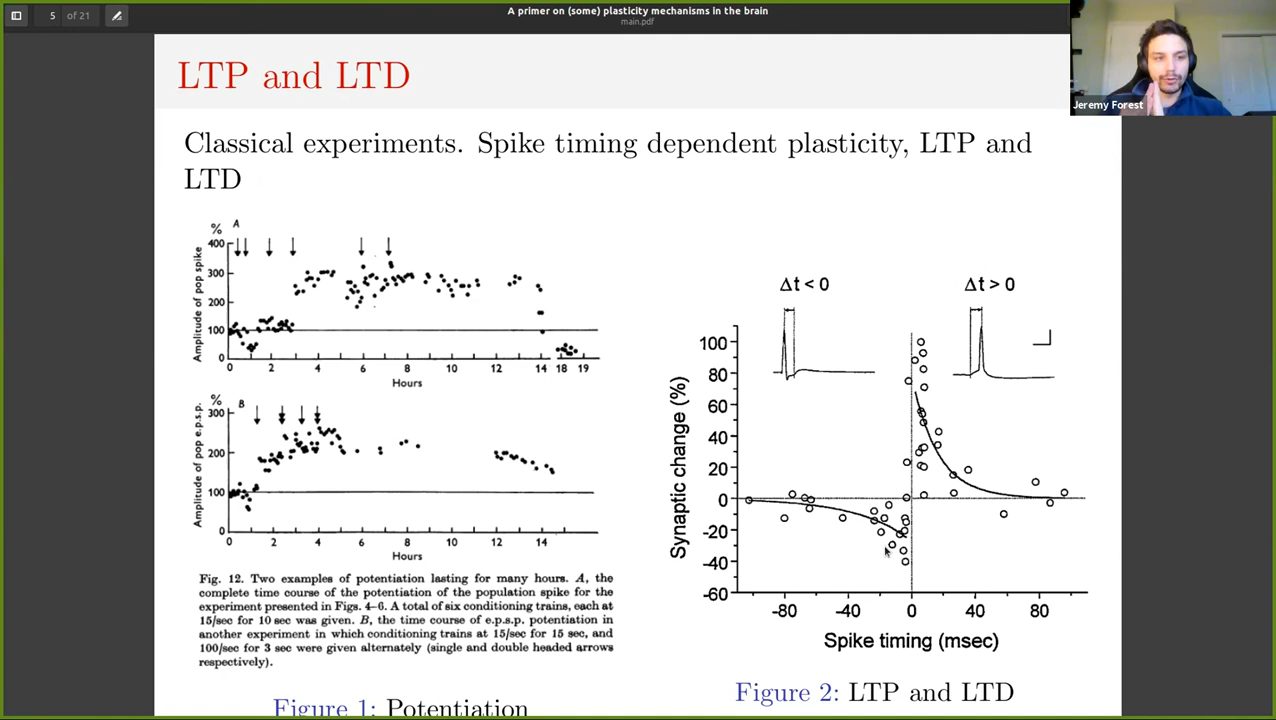 5 of 21
A primer on (some) plasticity mechanisms in the brain
main.pdf
Jeremy Forest
LTP and LTD
Classical experiments. Spike timing dependent plasticity, LTP and
LTD
% A
400
300
200
100
0
Amplitude of pop spike
0 2 4 6 8 10 12 14 18 19
Hours
% B
300
200
100
0
Amplitude of pop e.p.s.p.
0 2 4 6 8 10 12 14
Hours
Fig. 12. Two examples of potentiation lasting for many hours. A, the
complete time course of the potentiation of the population spike for the
experiment presented in Figs. 4–6. A total of six conditioning trains, each at
15/sec for 10 sec was given. B, the time course of e.p.s.p. potentiation in
another experiment in which conditioning trains at 15/sec for 15 sec, and
100/sec for 3 sec were given alternately (single and double headed arrows
respectively).
Figure 1: Potentiation
Δt < 0
Δt > 0
100
80
60
40
20
0
-20
-40
-60
Synaptic change (%)
-80 -40 0 40 80
Spike timing (msec)
Figure 2: LTP and LTD